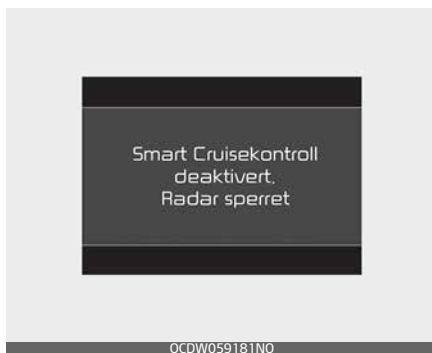 Smart Cruisekontroll
deaktivert,
Radar sperret
OCDW059181NO